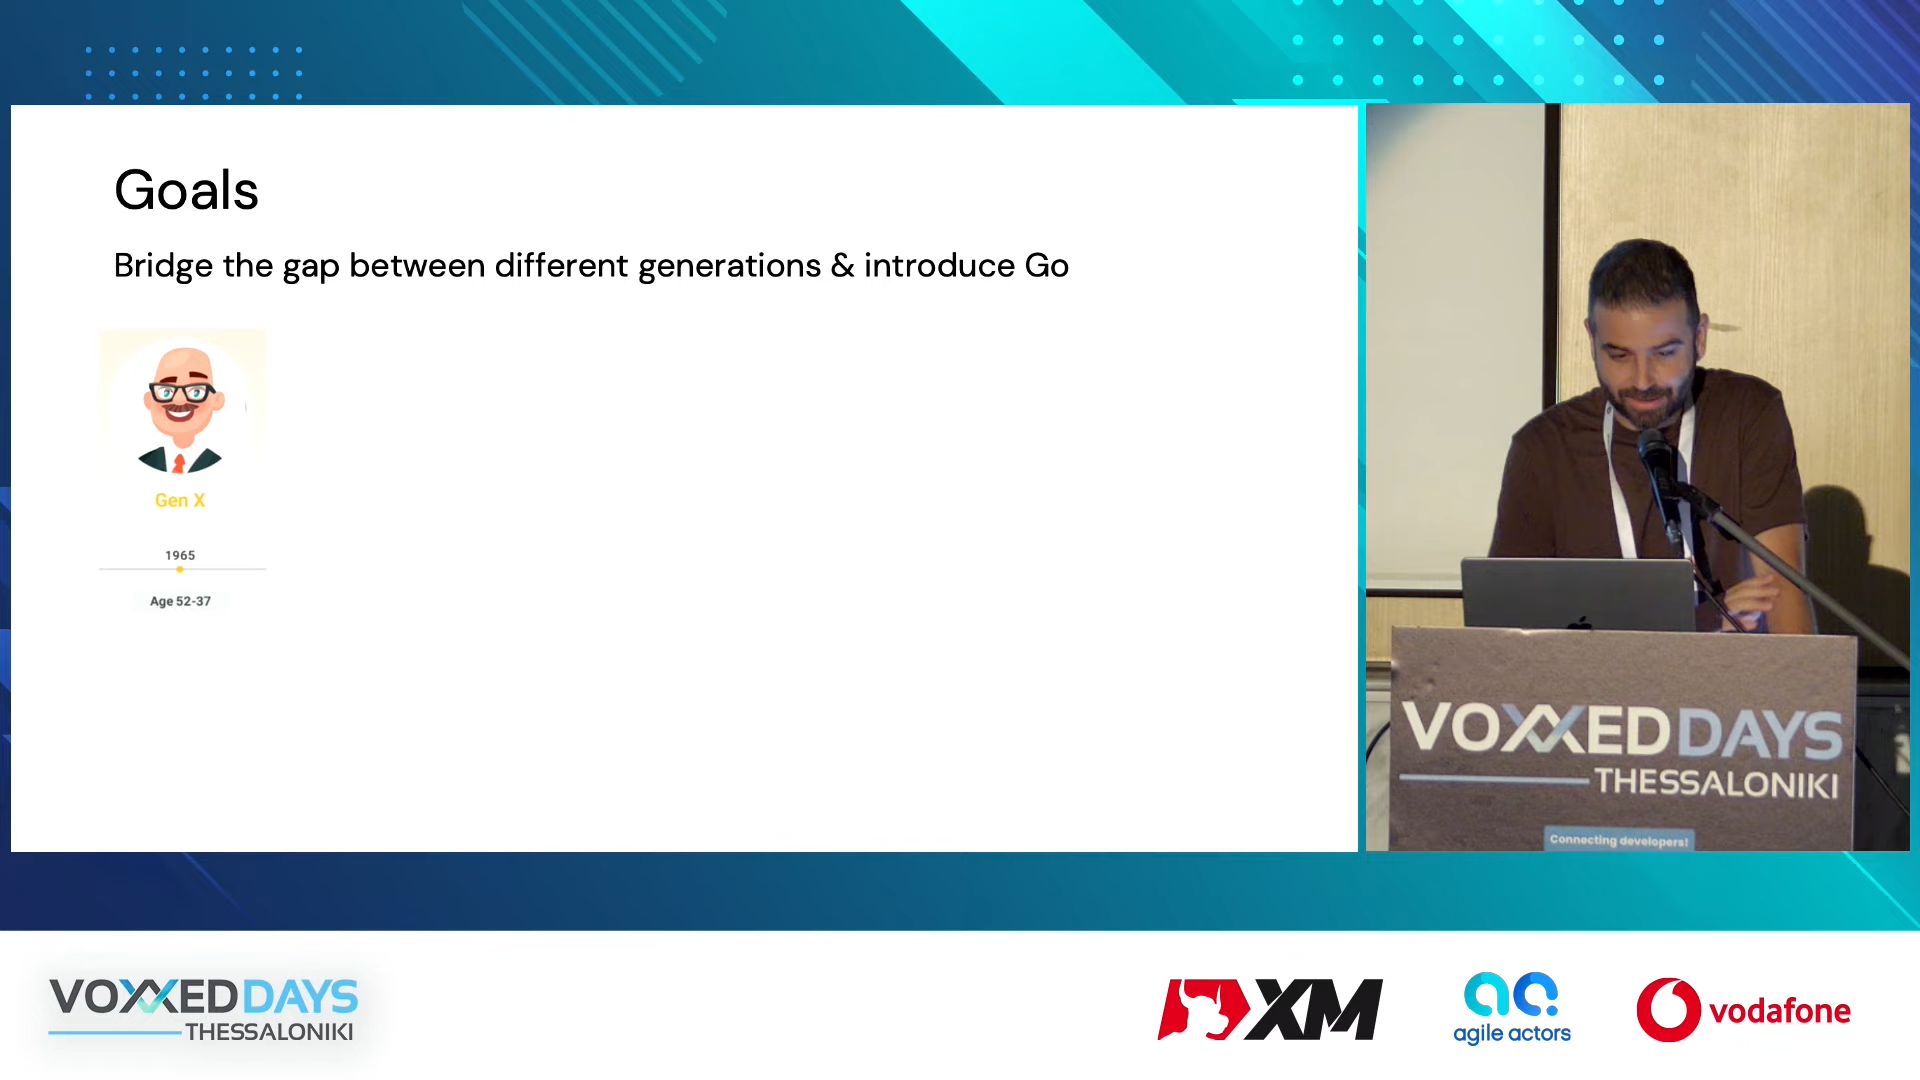 Goals
Bridge the gap between different generations & introduce Go
Gen X
1965
Age 52-37
VOXXEDDAYS
THESSALONIKI
Connecting developers!
VOXXEDDAYS
THESSALONIKI
XM
agile actors
vodafone